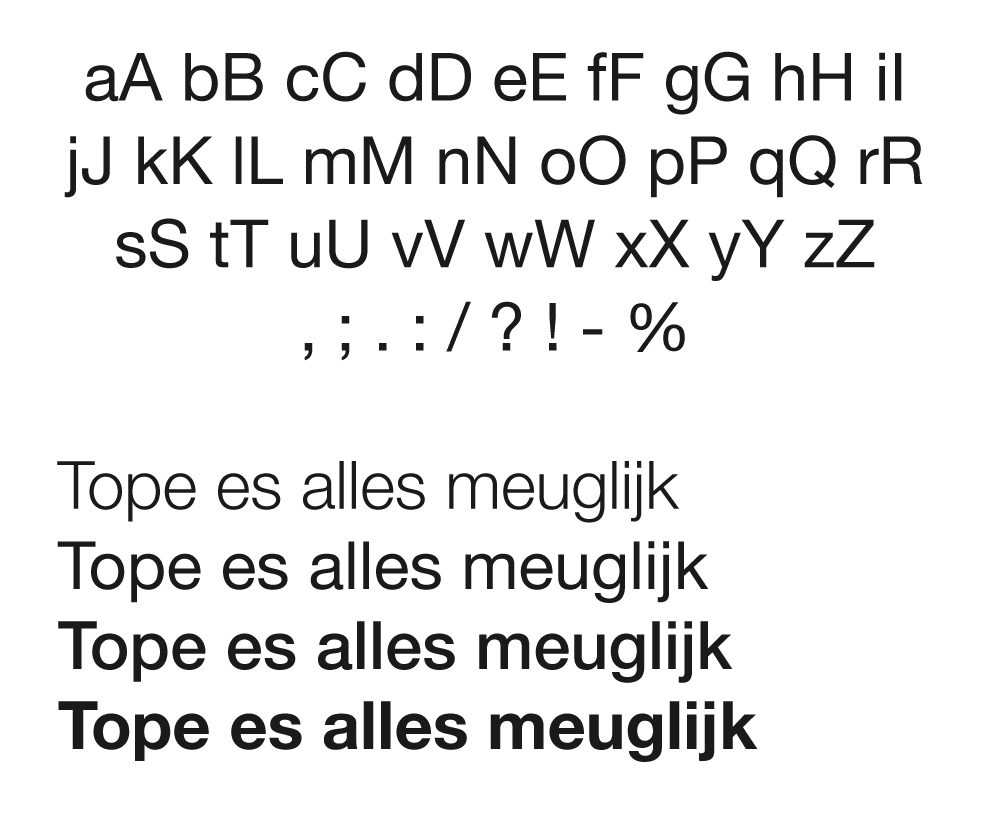 aA bB cC dD eE fF gG hH iI
jJ kK lL mM nN oO pP qQ rR
sS tT uU vV wW xX yY zZ
, ; . : / ? ! - %
Tope es alles meuglijk
Tope es alles meuglijk
Tope es alles meuglijk
Tope es alles meuglijk